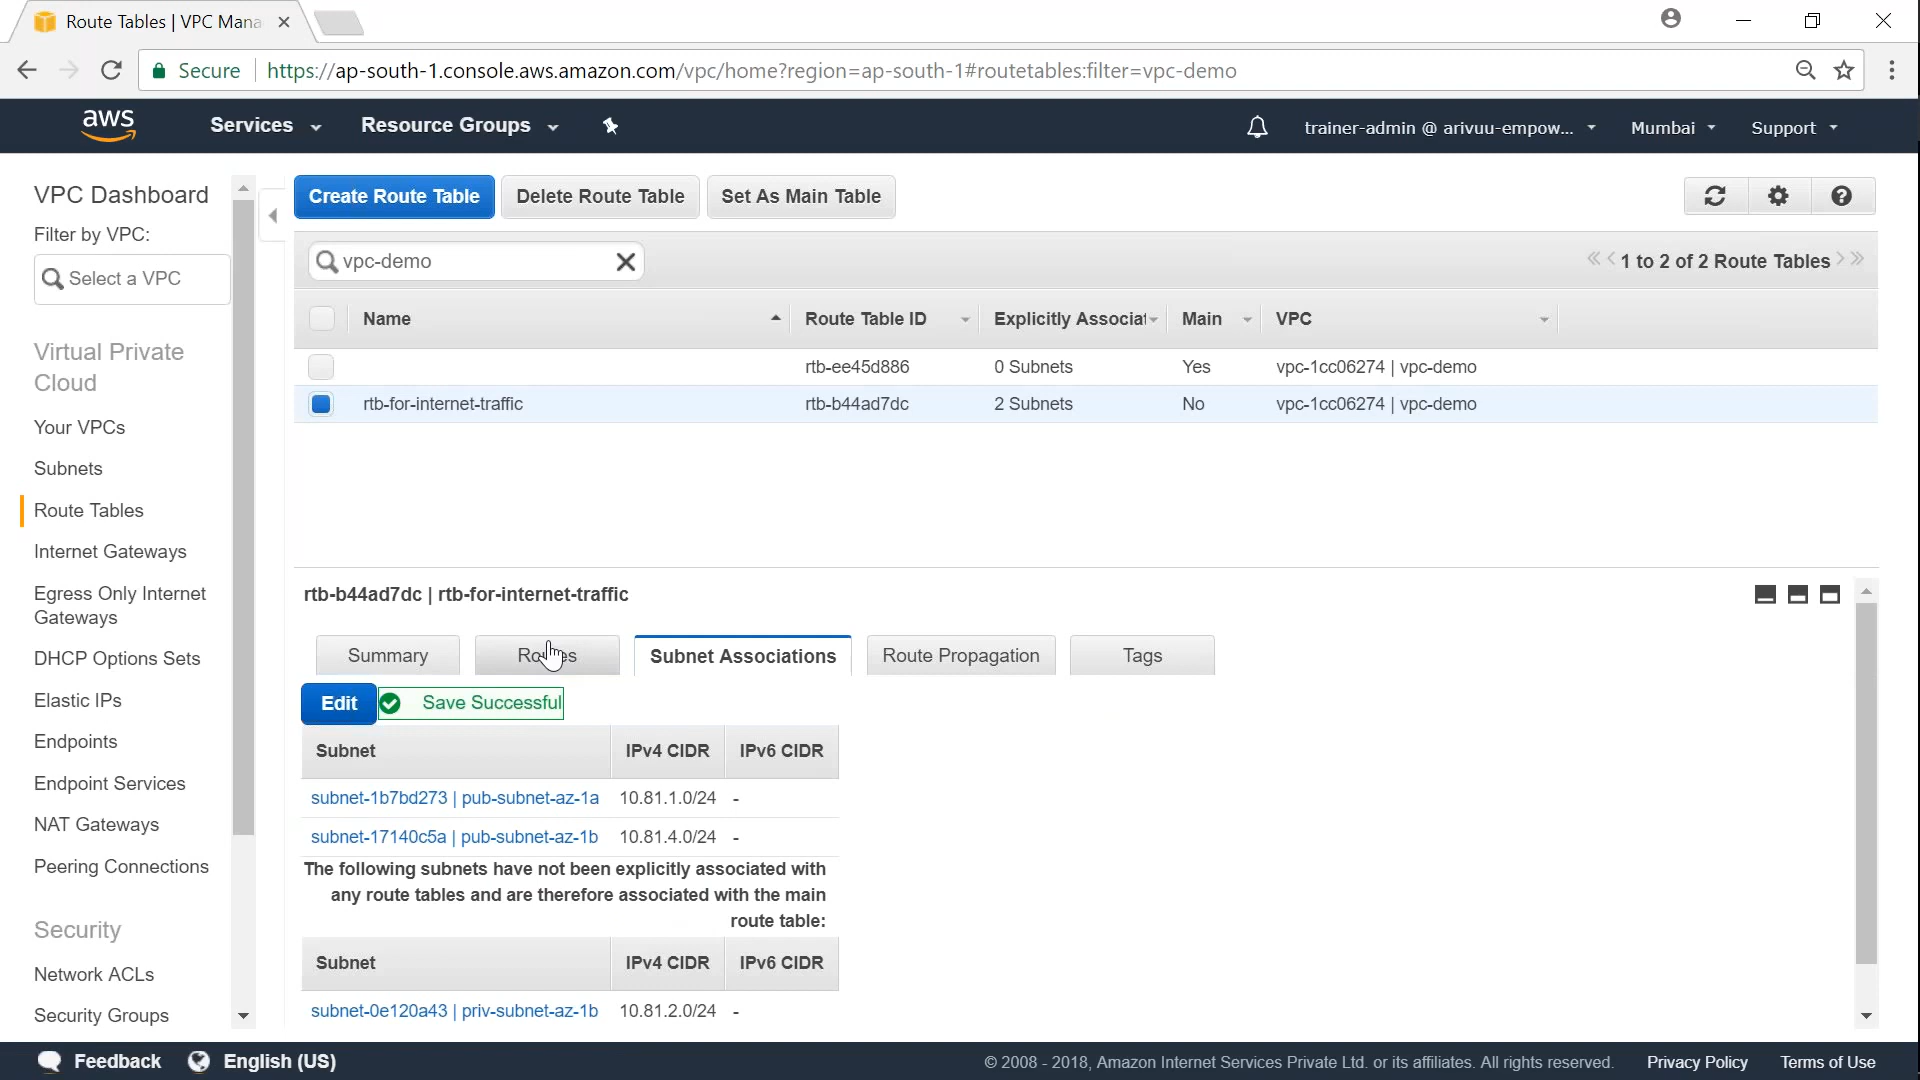 Route Tables | VPC Mana
Secure
https://ap-south-1.console.aws.amazon.com/vpc/home?region=ap-south-1#routetables:filter=vpc-demo
aws
Services
Resource Groups
trainer-admin @ arivuu-empow...
Mumbai
Support
VPC Dashboard
Filter by VPC:
Select a VPC
Virtual Private
Cloud
Your VPCs
Subnets
Route Tables
Internet Gateways
Egress Only Internet
Gateways
DHCP Options Sets
Elastic IPs
Endpoints
Endpoint Services
NAT Gateways
Peering Connections
Security
Network ACLs
Security Groups
Create Route Table
Delete Route Table
Set As Main Table
vpc-demo
1 to 2 of 2 Route Tables
Name Route Table ID Explicitly Associat Main VPC
rtb-ee45d886 0 Subnets Yes vpc-1cc06274 | vpc-demo
rtb-for-internet-traffic rtb-b44ad7dc 2 Subnets No vpc-1cc06274 | vpc-demo
rtb-b44ad7dc | rtb-for-internet-traffic
Summary
Routes
Subnet Associations
Route Propagation
Tags
Edit
Save Successful
Subnet IPv4 CIDR IPv6 CIDR
subnet-1b7bd273 | pub-subnet-az-1a 10.81.1.0/24 -
subnet-17140c5a | pub-subnet-az-1b 10.81.4.0/24 -
The following subnets have not been explicitly associated with
any route tables and are therefore associated with the main
route table:
Subnet IPv4 CIDR IPv6 CIDR
subnet-0e120a43 | priv-subnet-az-1b 10.81.2.0/24 -
Feedback
English (US)
© 2008 - 2018, Amazon Internet Services Private Ltd. or its affiliates. All rights reserved.
Privacy Policy
Terms of Use